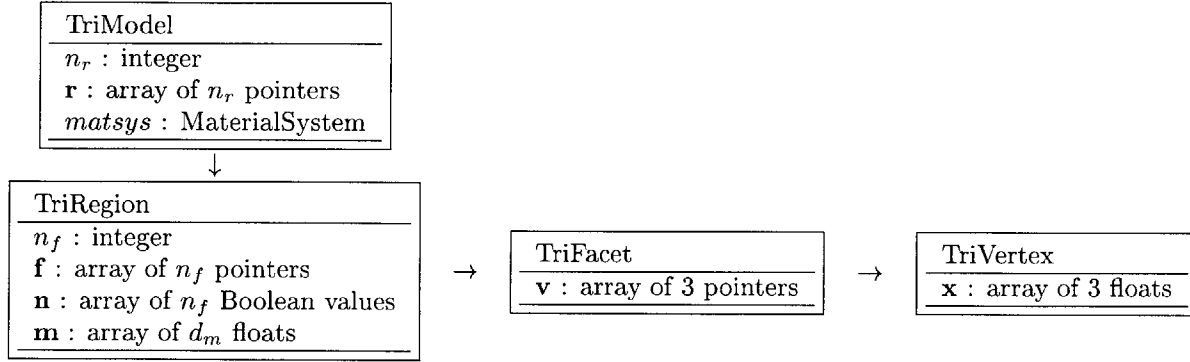 TriModel
n_r : integer
r : array of n_r pointers
matsys : MaterialSystem
↓
TriRegion
n_f : integer
f : array of n_f pointers
n : array of n_f Boolean values
m : array of d_m floats
→
TriFacet
v : array of 3 pointers
→
TriVertex
x : array of 3 floats